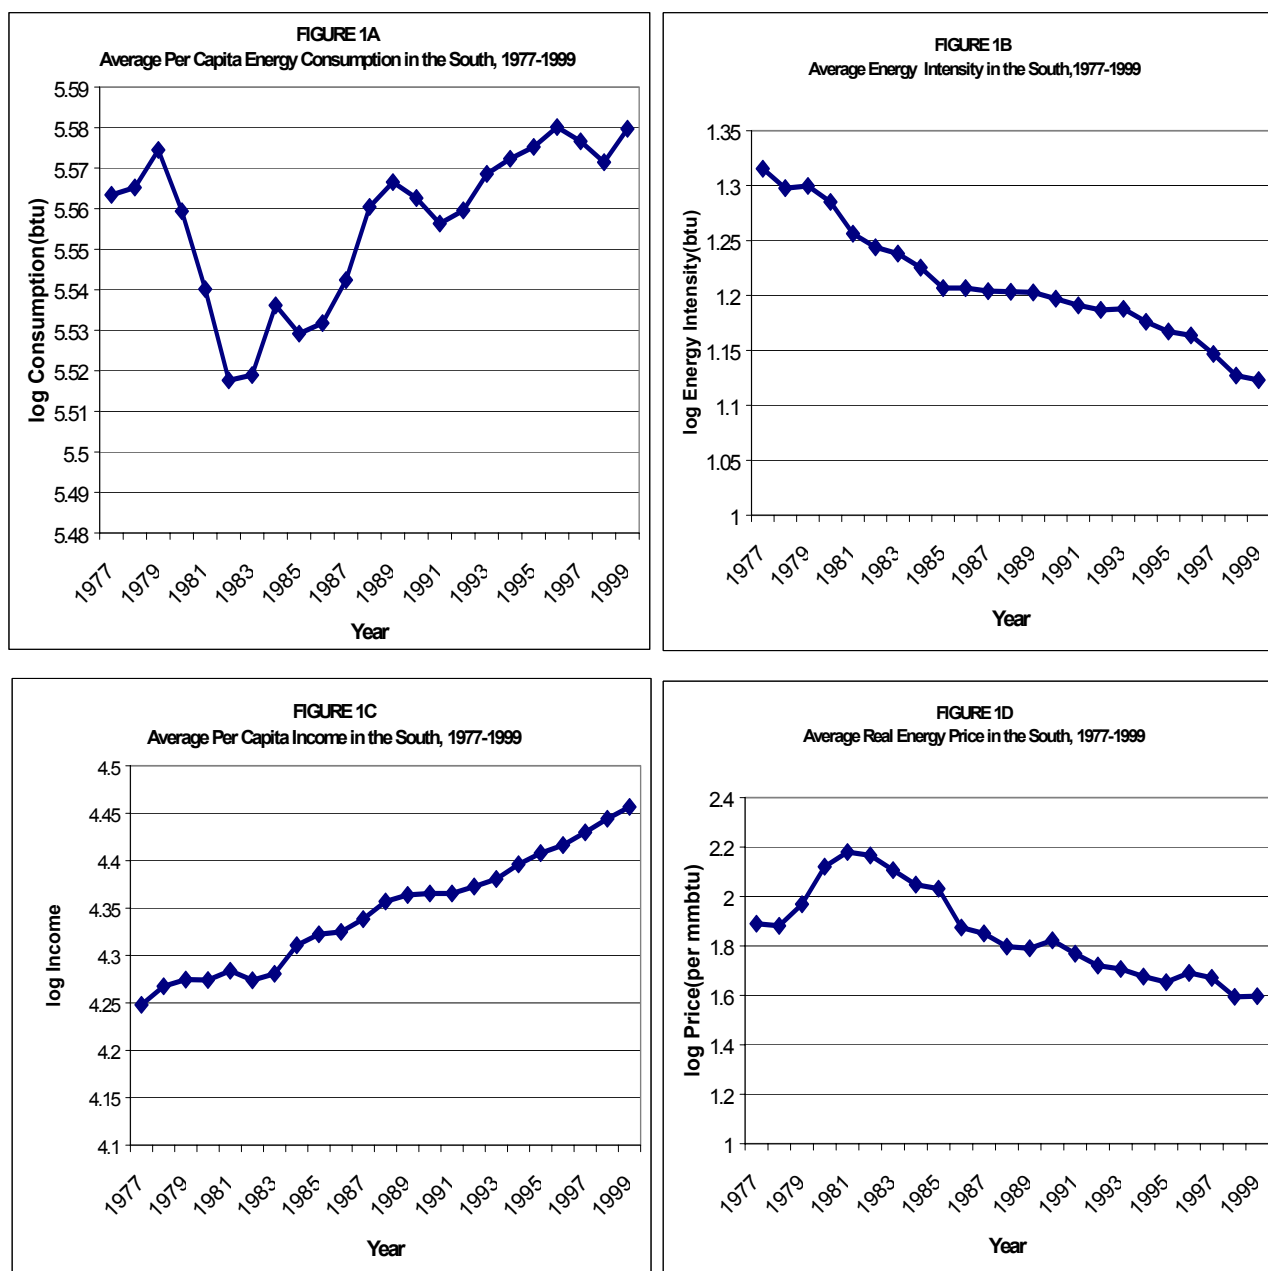 FIGURE 1A
Average Per Capita Energy Consumption in the South, 1977-1999
5.59
5.58
5.57
5.56
5.55
5.54
5.53
5.52
5.51
5.5
5.49
5.48
log Consumption(btu)
1977 1979 1981 1983 1985 1987 1989 1991 1993 1995 1997 1999
Year
FIGURE 1B
Average Energy Intensity in the South,1977-1999
1.35
1.3
1.25
1.2
1.15
1.1
1.05
1
log Energy Intensity(btu)
1977 1979 1981 1983 1985 1987 1989 1991 1993 1995 1997 1999
Year
FIGURE 1C
Average Per Capita Income in the South, 1977-1999
4.5
4.45
4.4
4.35
4.3
4.25
4.2
4.15
4.1
log Income
1977 1979 1981 1983 1985 1987 1989 1991 1993 1995 1997 1999
Year
FIGURE 1D
Average Real Energy Price in the South, 1977-1999
2.4
2.2
2
1.8
1.6
1.4
1.2
1
log Price(per mmbtu)
1977 1979 1981 1983 1985 1987 1989 1991 1993 1995 1997 1999
Year